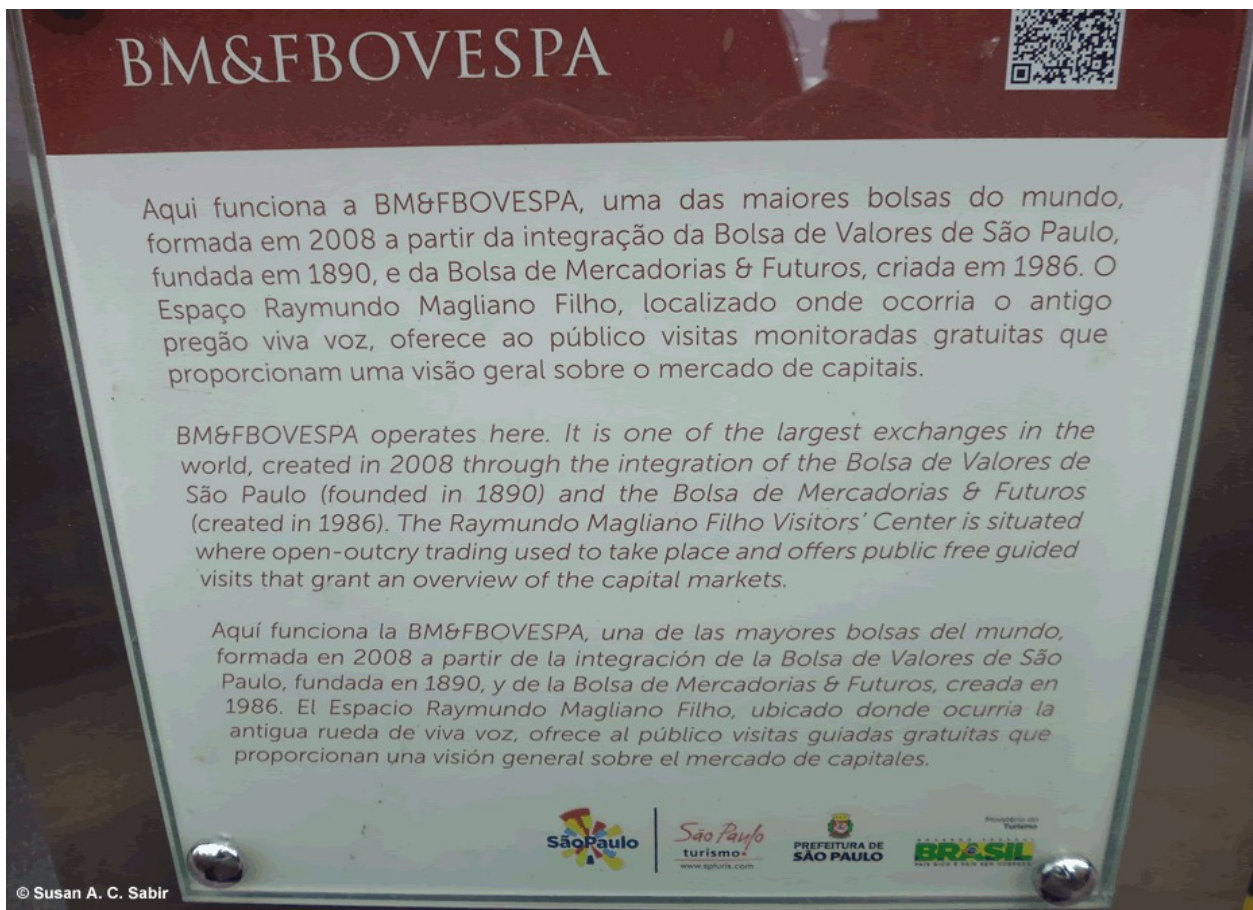 BM&FBOVESPA
Aqui funciona a BM&FBOVESPA, uma das maiores bolsas do mundo,
formada em 2008 a partir da integração da Bolsa de Valores de São Paulo,
fundada em 1890, e da Bolsa de Mercadorias & Futuros, criada em 1986. O
Espaço Raymundo Magliano Filho, localizado onde ocorria o antigo
pregão viva voz, oferece ao público visitas monitoradas gratuitas que
proporcionam uma visão geral sobre o mercado de capitais.
BM&FBOVESPA operates here. It is one of the largest exchanges in the
world, created in 2008 through the integration of the Bolsa de Valores de
São Paulo (founded in 1890) and the Bolsa de Mercadorias & Futuros
(created in 1986). The Raymundo Magliano Filho Visitors' Center is situated
where open-outcry trading used to take place and offers public free guided
visits that grant an overview of the capital markets.
Aquí funciona la BM&FBOVESPA, una de las mayores bolsas del mundo,
formada en 2008 a partir de la integración de la Bolsa de Valores de São
Paulo, fundada en 1890, y de la Bolsa de Mercadorias & Futuros, creada en
1986. El Espacio Raymundo Magliano Filho, ubicado donde ocurria la
antigua rueda de viva voz, ofrece al público visitas guiadas gratuitas que
proporcionan una visión general sobre el mercado de capitales.
SãoPaulo
São Paulo
turismo
www.spturis.com
PREFEITURA DE
SÃO PAULO
Ministério do
Turismo
BRASIL
© Susan A. C. Sabir